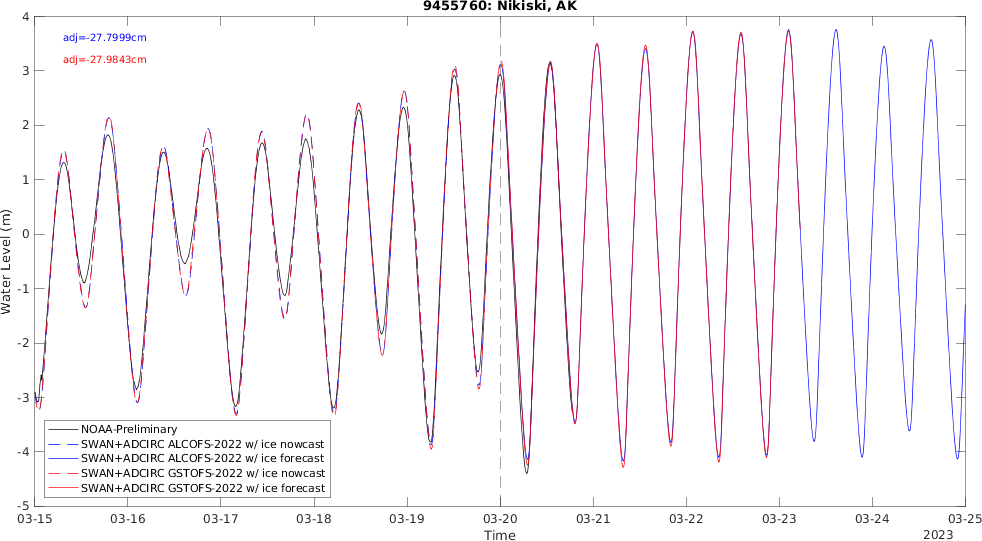 9455760: Nikiski, AK
adj=-27.7999cm
adj=-27.9843cm
4
3
2
1
0
-1
-2
-3
-4
-5
Water Level (m)
NOAA-Preliminary
SWAN+ADCIRC ALCOFS-2022 w/ ice nowcast
SWAN+ADCIRC ALCOFS-2022 w/ ice forecast
SWAN+ADCIRC GSTOFS-2022 w/ ice nowcast
SWAN+ADCIRC GSTOFS-2022 w/ ice forecast
03-15 03-16 03-17 03-18 03-19 03-20 03-21 03-22 03-23 03-24 03-25
Time
2023